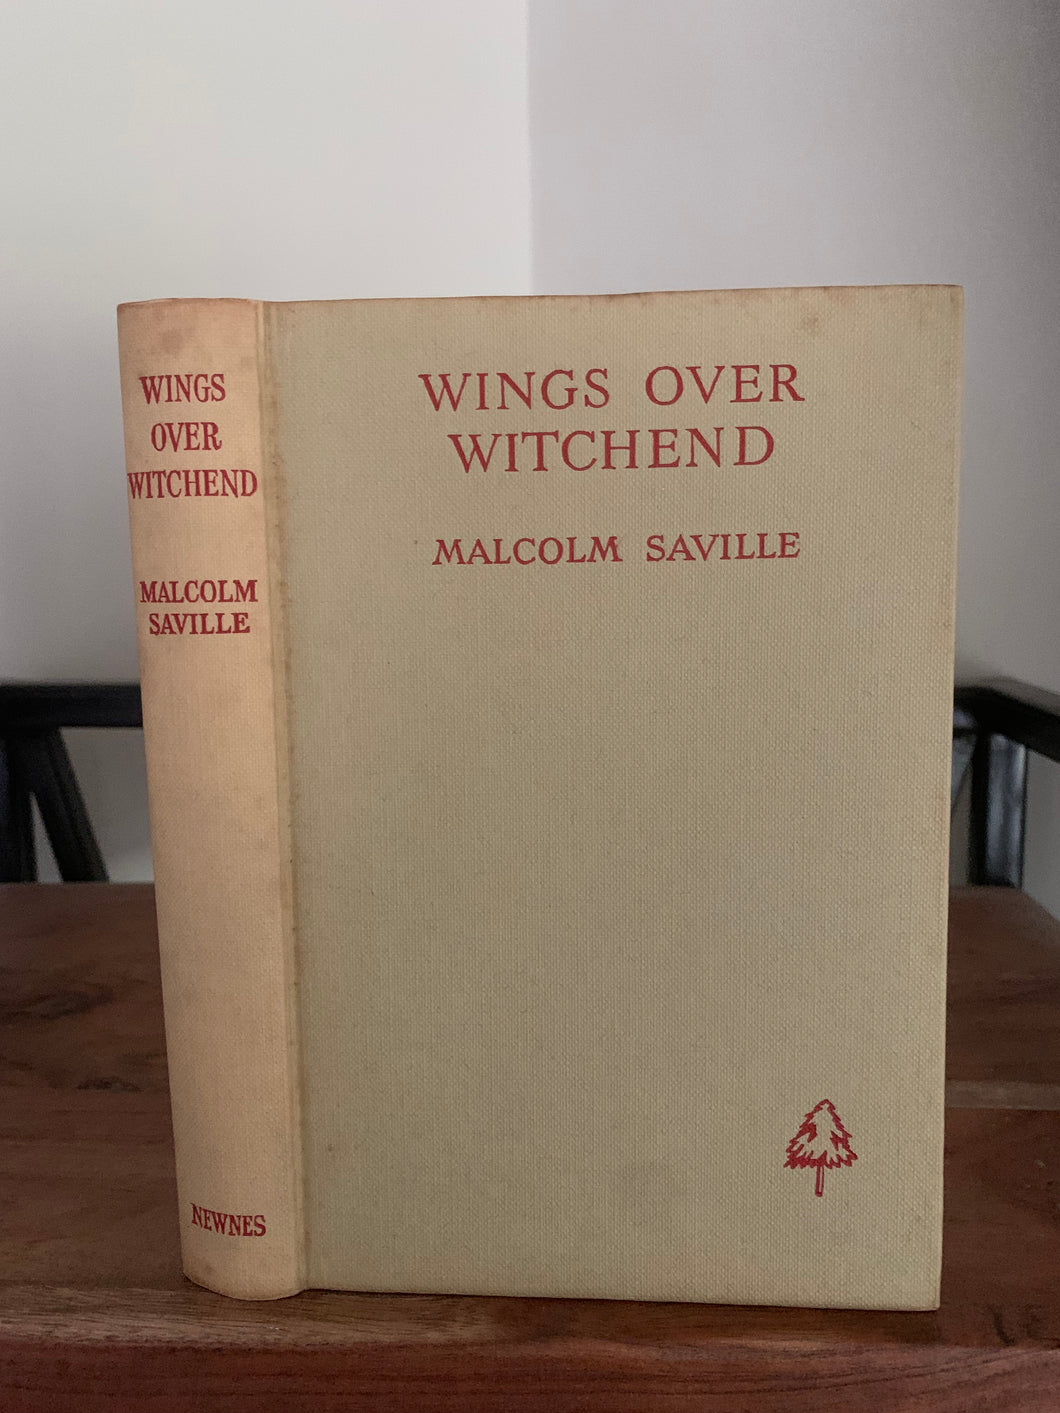 WINGS
OVER
WITCHEND
MALCOLM
SAVILLE
NEWNES
WINGS OVER
WITCHEND
MALCOLM SAVILLE